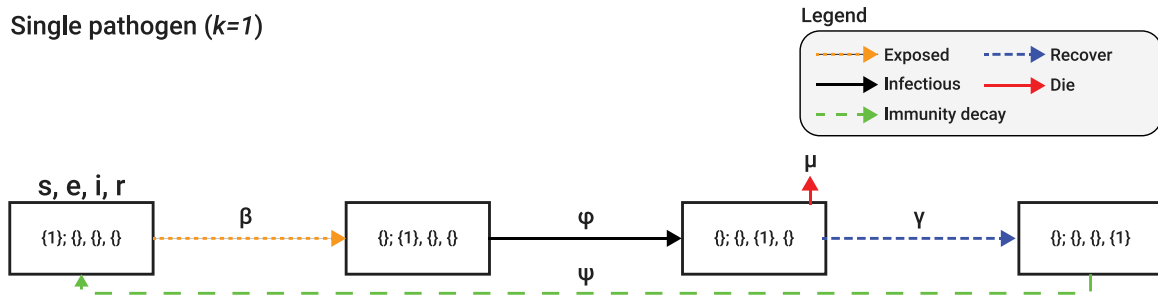 Single pathogen (k=1)
Legend
Exposed
Recover
Infectious
Die
Immunity decay
μ
s, e, i, r
β
φ
γ
{1}; {}, {}, {}
{}; {1}, {}, {}
{}; {}, {1}, {}
{}; {}, {}, {1}
ψ